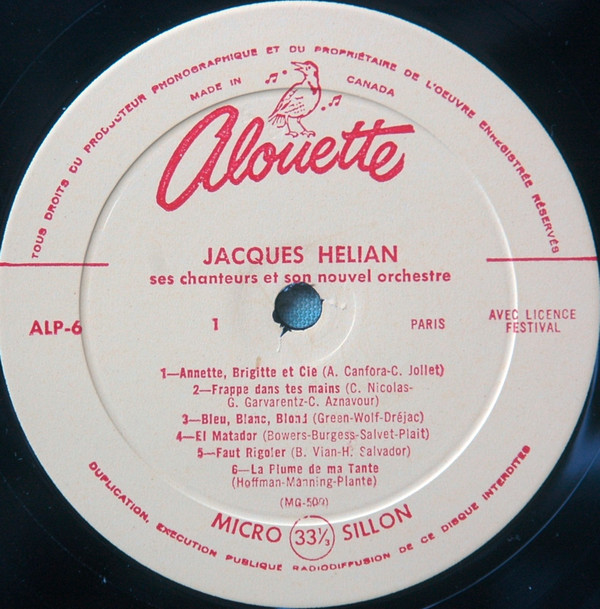 TOUS DROITS DU PRODUCTEUR PHONOGRAPHIQUE ET DU PROPRIÉTAIRE DE L'OEUVRE ENREGISTRÉE RÉSERVÉS
MADE IN CANADA
Alouette
JACQUES HELIAN
ses chanteurs et son nouvel orchestre
ALP-6
1
PARIS
AVEC LICENCE
FESTIVAL
1—Annette, Brigitte et Cie (A. Canfora-C. Jollet)
2—Frappe dans tes mains (C. Nicolas-
G. Garvarentz-C. Aznavour)
3—Bleu, Blanc, Blond (Green-Wolf-Dréjac)
4—El Matador (Bowers-Burgess-Salvet-Plait)
5—Faut Rigoler (B. Vian-H. Salvador)
6—La Plume de ma Tante
(Hoffman-Manning-Plante)
(MG-500)
MICRO 33⅓ SILLON
DUPLICATION, EXÉCUTION PUBLIQUE RADIODIFFUSION DE CE DISQUE INTERDITES